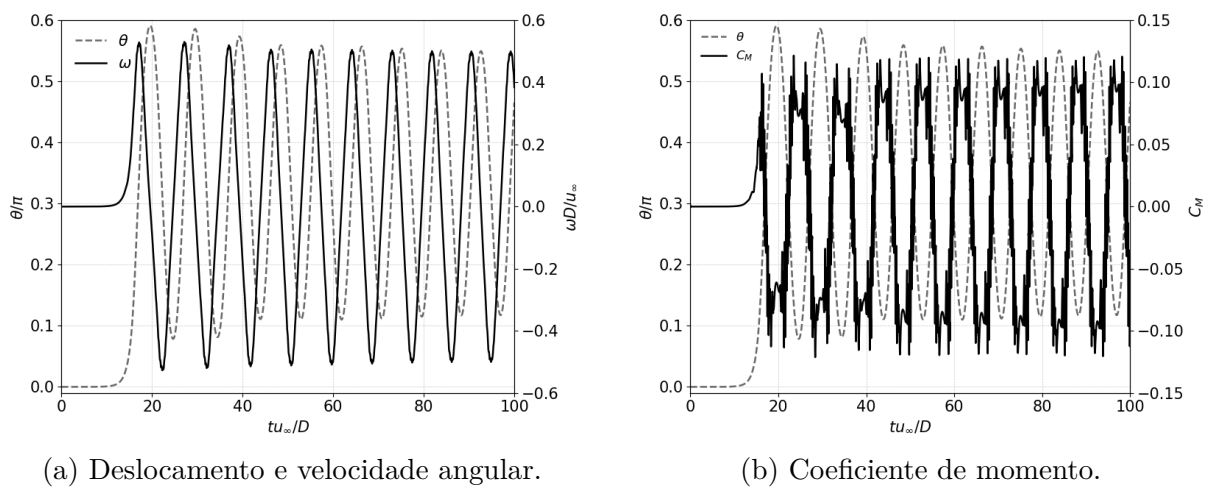 0.6
0.5
0.4
0.3
0.2
0.1
0.0
θ/π
θ
ω
0.6
0.4
0.2
0.0
−0.2
−0.4
−0.6
ωD/u∞
0 20 40 60 80 100
tu∞/D
(a) Deslocamento e velocidade angular.
0.6
0.5
0.4
0.3
0.2
0.1
0.0
θ/π
θ
C_M
0.15
0.10
0.05
0.00
−0.05
−0.10
−0.15
C_M
0 20 40 60 80 100
tu∞/D
(b) Coeficiente de momento.